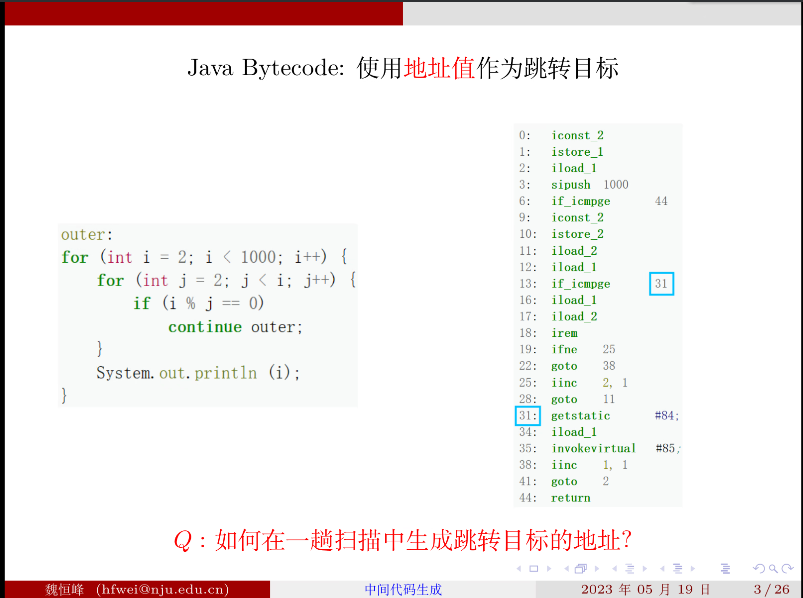 Java Bytecode: 使用地址值作为跳转目标
outer:
for (int i = 2; i < 1000; i++) {
    for (int j = 2; j < i; j++) {
        if (i % j == 0)
            continue outer;
    }
    System.out.println (i);
}
0: iconst_2
1: istore_1
2: iload_1
3: sipush 1000
6: if_icmpge 44
9: iconst_2
10: istore_2
11: iload_2
12: iload_1
13: if_icmpge 31
16: iload_1
17: iload_2
18: irem
19: ifne 25
22: goto 38
25: iinc 2, 1
28: goto 11
31: getstatic #84;
34: iload_1
35: invokevirtual #85;
38: iinc 1, 1
41: goto 2
44: return
Q : 如何在一趟扫描中生成跳转目标的地址?
魏恒峰 (hfwei@nju.edu.cn) 中间代码生成 2023 年 05 月 19 日 3 / 26